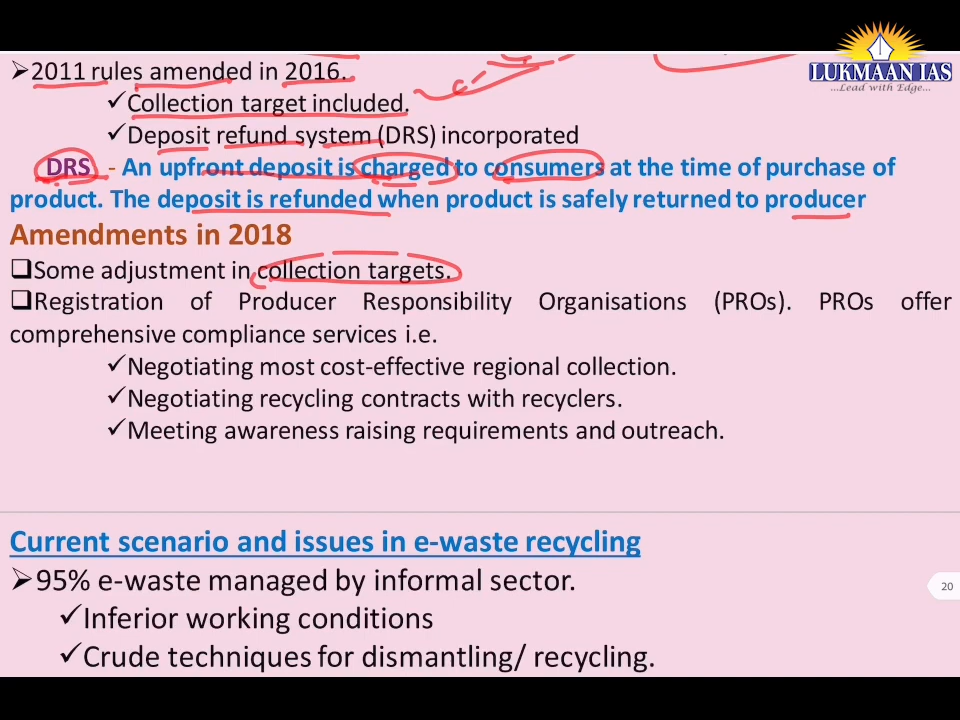 ➢2011 rules amended in 2016.
✓Collection target included.
✓Deposit refund system (DRS) incorporated
DRS - An upfront deposit is charged to consumers at the time of purchase of
product. The deposit is refunded when product is safely returned to producer
Amendments in 2018
❑Some adjustment in collection targets.
❑Registration of Producer Responsibility Organisations (PROs). PROs offer
comprehensive compliance services i.e.
✓Negotiating most cost-effective regional collection.
✓Negotiating recycling contracts with recyclers.
✓Meeting awareness raising requirements and outreach.
Current scenario and issues in e-waste recycling
➢95% e-waste managed by informal sector.
✓Inferior working conditions
✓Crude techniques for dismantling/ recycling.
LUKMAAN IAS
...Lead with Edge...
20